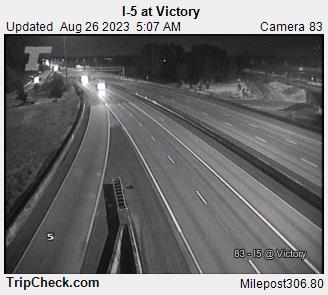 I-5 at Victory
Updated Aug 26 2023 5:07 AM Camera 83
S
83 - I5 @ Victory
TripCheck.com Milepost306.80